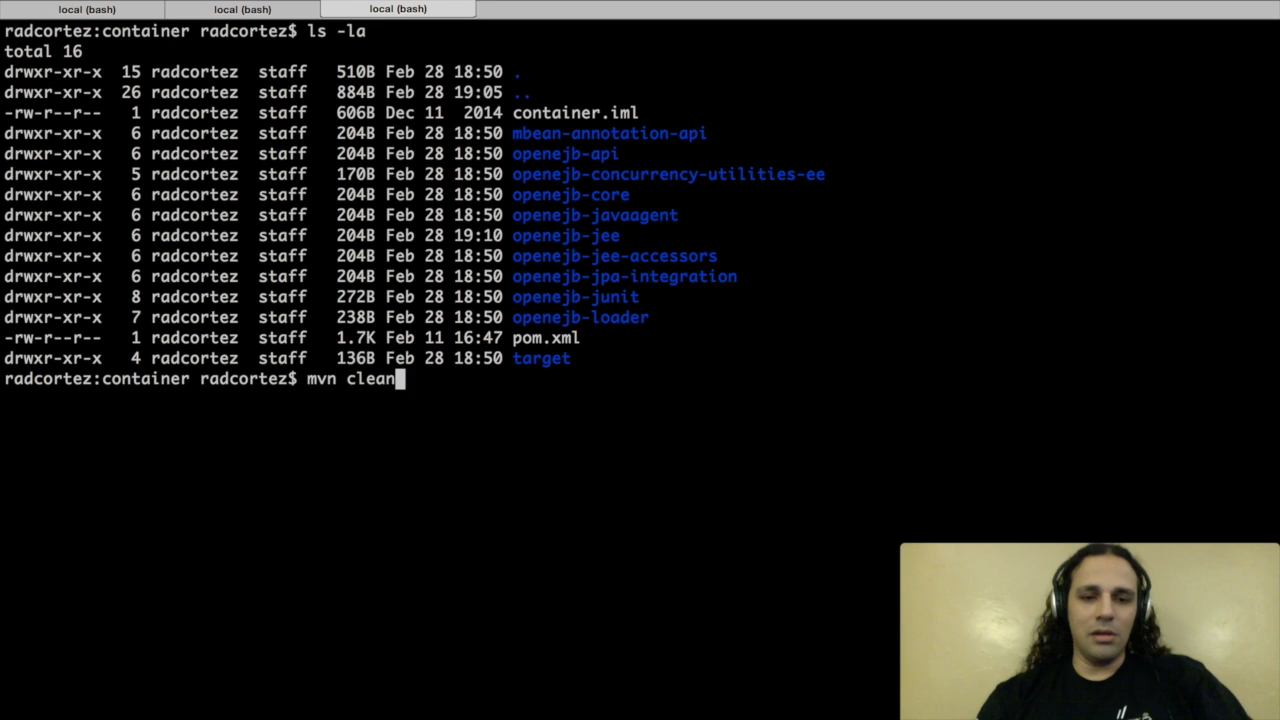 local (bash) local (bash) local (bash)
radcortez:container radcortez$ ls -la
total 16
drwxr-xr-x 15 radcortez staff 510B Feb 28 18:50 .
drwxr-xr-x 26 radcortez staff 884B Feb 28 19:05 ..
-rw-r--r-- 1 radcortez staff 606B Dec 11 2014 container.iml
drwxr-xr-x 6 radcortez staff 204B Feb 28 18:50 mbean-annotation-api
drwxr-xr-x 6 radcortez staff 204B Feb 28 18:50 openejb-api
drwxr-xr-x 5 radcortez staff 170B Feb 28 18:50 openejb-concurrency-utilities-ee
drwxr-xr-x 6 radcortez staff 204B Feb 28 18:50 openejb-core
drwxr-xr-x 6 radcortez staff 204B Feb 28 18:50 openejb-javaagent
drwxr-xr-x 6 radcortez staff 204B Feb 28 19:10 openejb-jee
drwxr-xr-x 6 radcortez staff 204B Feb 28 18:50 openejb-jee-accessors
drwxr-xr-x 6 radcortez staff 204B Feb 28 18:50 openejb-jpa-integration
drwxr-xr-x 8 radcortez staff 272B Feb 28 18:50 openejb-junit
drwxr-xr-x 7 radcortez staff 238B Feb 28 18:50 openejb-loader
-rw-r--r-- 1 radcortez staff 1.7K Feb 11 16:47 pom.xml
drwxr-xr-x 4 radcortez staff 136B Feb 28 18:50 target
radcortez:container radcortez$ mvn clean